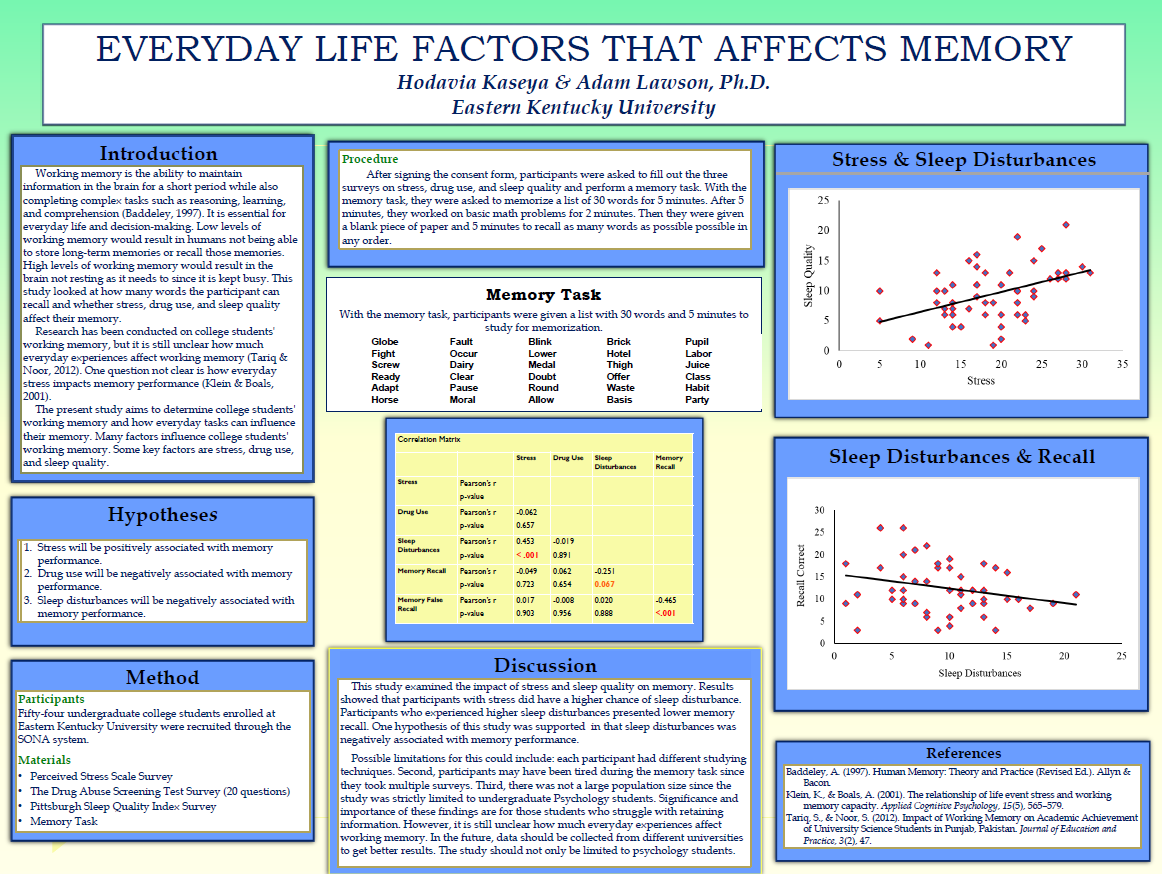 EVERYDAY LIFE FACTORS THAT AFFECTS MEMORY
Hodavia Kaseya & Adam Lawson, Ph.D.
Eastern Kentucky University
Introduction
Working memory is the ability to maintain
information in the brain for a short period while also
completing complex tasks such as reasoning, learning,
and comprehension (Baddeley, 1997). It is essential for
everyday life and decision-making. Low levels of
working memory would result in humans not being able
to store long-term memories or recall those memories.
High levels of working memory would result in the
brain not resting as it needs to since it is kept busy. This
study looked at how many words the participant can
recall and whether stress, drug use, and sleep quality
affect their memory.
Research has been conducted on college students'
working memory, but it is still unclear how much
everyday experiences affect working memory (Tariq &
Noor, 2012). One question not clear is how everyday
stress impacts memory performance (Klein & Boals,
2001).
The present study aims to determine college students'
working memory and how everyday tasks can influence
their memory. Many factors influence college students'
working memory. Some key factors are stress, drug use,
and sleep quality.
Hypotheses
1. Stress will be positively associated with memory
performance.
2. Drug use will be negatively associated with memory
performance.
3. Sleep disturbances will be negatively associated with
memory performance.
Method
Participants
Fifty-four undergraduate college students enrolled at
Eastern Kentucky University were recruited through the
SONA system.
Materials
• Perceived Stress Scale Survey
• The Drug Abuse Screening Test Survey (20 questions)
• Pittsburgh Sleep Quality Index Survey
• Memory Task
Procedure
After signing the consent form, participants were asked to fill out the three
surveys on stress, drug use, and sleep quality and perform a memory task. With the
memory task, they were asked to memorize a list of 30 words for 5 minutes. After 5
minutes, they worked on basic math problems for 2 minutes. Then they were given
a blank piece of paper and 5 minutes to recall as many words as possible possible in
any order.
Memory Task
With the memory task, participants were given a list with 30 words and 5 minutes to
study for memorization.
Globe Fault Blink Brick Pupil
Fight Occur Lower Hotel Labor
Screw Dairy Medal Thigh Juice
Ready Clear Doubt Offer Class
Adapt Pause Round Waste Habit
Horse Moral Allow Basis Party
Correlation Matrix
Stress Drug Use Sleep Disturbances Memory Recall
Stress Pearson's r
p-value
Drug Use Pearson's r -0.062
p-value 0.657
Sleep Disturbances Pearson's r 0.453 -0.019
p-value < .001 0.891
Memory Recall Pearson's r -0.049 0.062 -0.251
p-value 0.723 0.654 0.067
Memory False Recall Pearson's r 0.017 -0.008 0.020 -0.465
p-value 0.903 0.956 0.888 <.001
Discussion
This study examined the impact of stress and sleep quality on memory. Results
showed that participants with stress did have a higher chance of sleep disturbance.
Participants who experienced higher sleep disturbances presented lower memory
recall. One hypothesis of this study was supported in that sleep disturbances was
negatively associated with memory performance.
Possible limitations for this could include: each participant had different studying
techniques. Second, participants may have been tired during the memory task since
they took multiple surveys. Third, there was not a large population size since the
study was strictly limited to undergraduate Psychology students. Significance and
importance of these findings are for those students who struggle with retaining
information. However, it is still unclear how much everyday experiences affect
working memory. In the future, data should be collected from different universities
to get better results. The study should not only be limited to psychology students.
Stress & Sleep Disturbances
25
20
15
10
5
0
Sleep Quality
0 5 10 15 20 25 30 35
Stress
Sleep Disturbances & Recall
30
25
20
15
10
5
0
Recall Correct
0 5 10 15 20 25
Sleep Disturbances
References
Baddeley, A. (1997). Human Memory: Theory and Practice (Revised Ed.). Allyn &
Bacon.
Klein, K., & Boals, A. (2001). The relationship of life event stress and working
memory capacity. Applied Cognitive Psychology, 15(5), 565–579.
Tariq, S., & Noor, S. (2012). Impact of Working Memory on Academic Achievement
of University Science Students in Punjab, Pakistan. Journal of Education and
Practice, 3(2), 47.